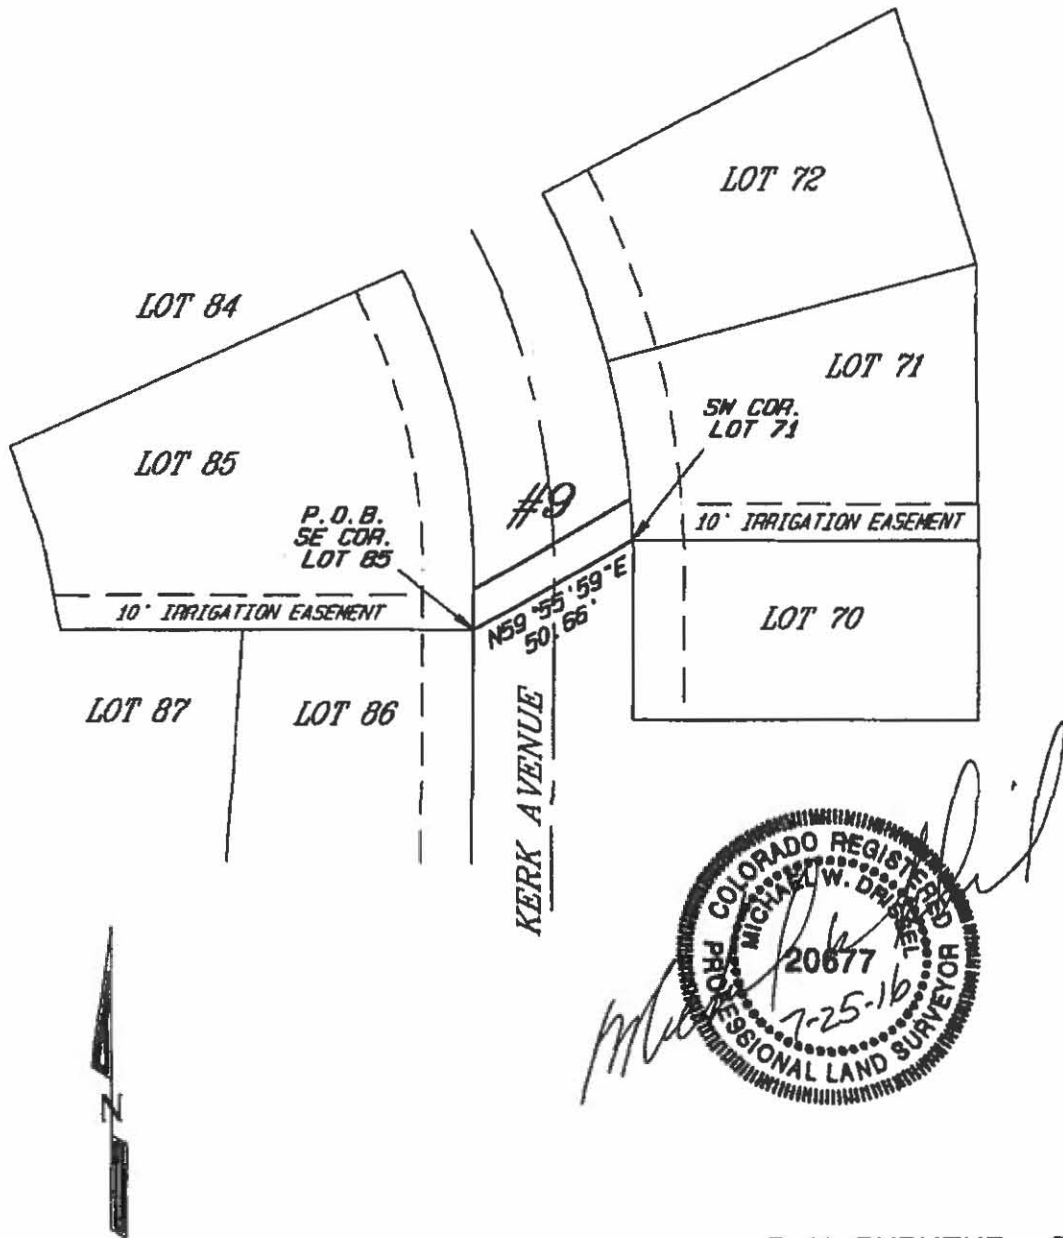 LOT 72
LOT 84
LOT 71
SW COR.
LOT 71
LOT 85
#9
P.O.B.
SE COR.
LOT 85
10' IRRIGATION EASEMENT
10' IRRIGATION EASEMENT
N59°55'59"E
50.66'
LOT 70
LOT 87
LOT 86
KERK AVENUE
COLORADO REGISTERED
MICHAEL W. DRISSEL
20677
7-25-16
PROFESSIONAL LAND SURVEYOR
N